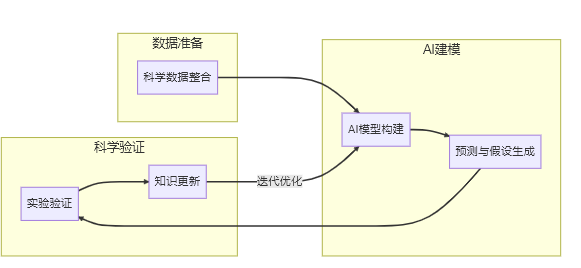 数据准备
科学数据整合
AI建模
AI模型构建
预测与假设生成
科学验证
知识更新
迭代优化
实验验证